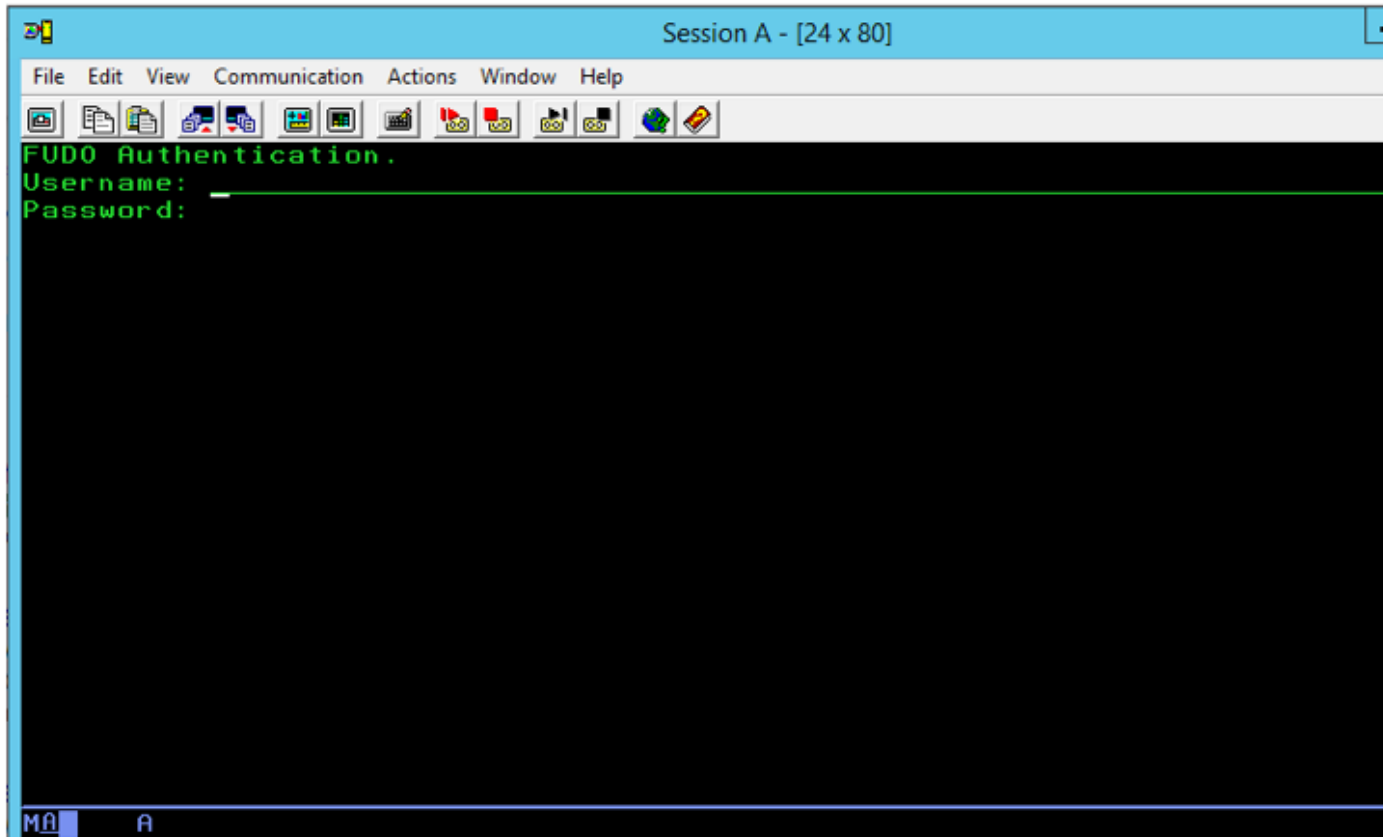 Session A - [24 x 80]
File Edit View Communication Actions Window Help
FUDO Authentication.
Username:
Password:
MA A